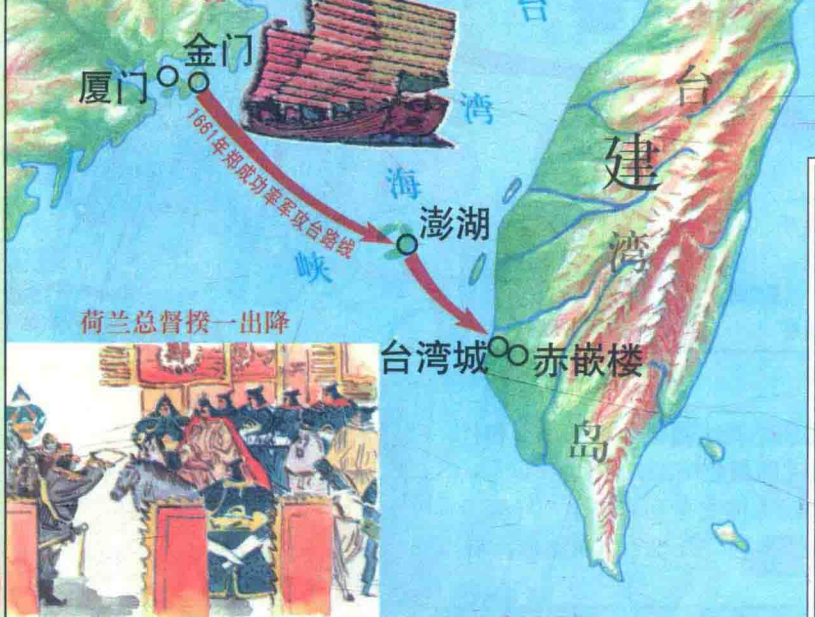 台
湾
海
峡
金门
厦门
1661年郑成功率军攻台路线
澎湖
台湾城
赤嵌楼
台
湾
岛
建
荷兰总督揆一出降